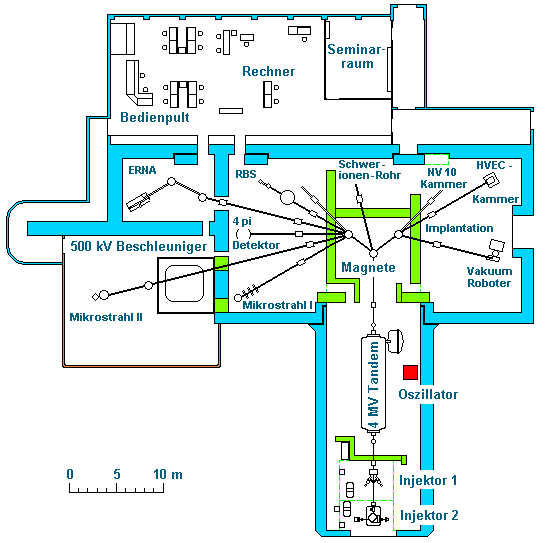 Seminar-
raum
Rechner
Bedienpult
ERNA
RBS
Schwer-
ionen-Rohr
NV 10
Kammer
HVEC -
Kammer
4 pi
Detektor
Implantation
500 kV Beschleuniger
Magnete
Vakuum
Roboter
Mikrostrahl II
Mikrostrahl I
4 MV Tandem
Oszillator
0 5 10 m
Injektor 1
Injektor 2